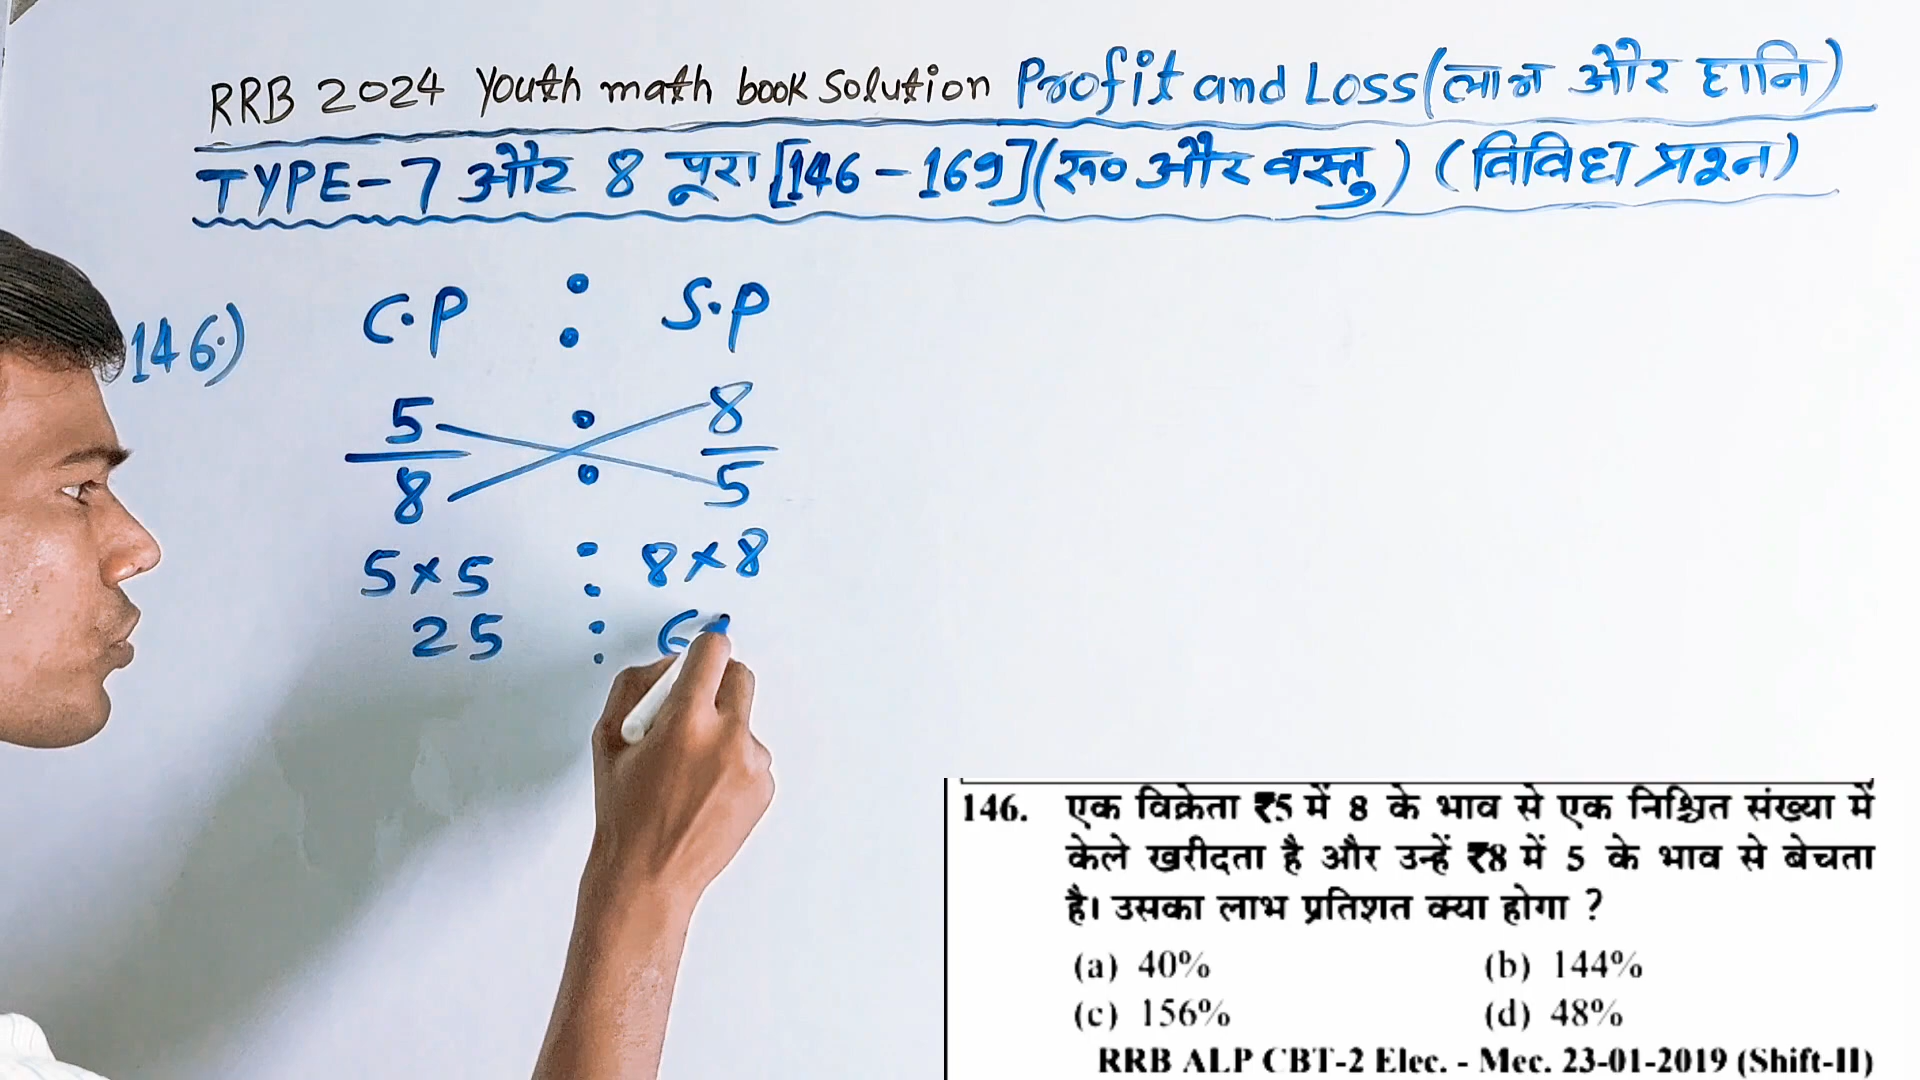 RRB 2024 Youth math book solution Profit and Loss (लाभ और हानि)
TYPE-7 और 8 पूरा [146-169] (रू० और वस्तु) (विविध प्रश्न)
146.) C.P : S.P
5/8 : 8/5
5×5 : 8×8
25 : 6
146. एक विक्रेता ₹5 में 8 के भाव से एक निश्चित संख्या में
केले खरीदता है और उन्हें ₹8 में 5 के भाव से बेचता
है। उसका लाभ प्रतिशत क्या होगा ?
(a) 40% (b) 144%
(c) 156% (d) 48%
RRB ALP CBT-2 Elec. - Mec. 23-01-2019 (Shift-II)